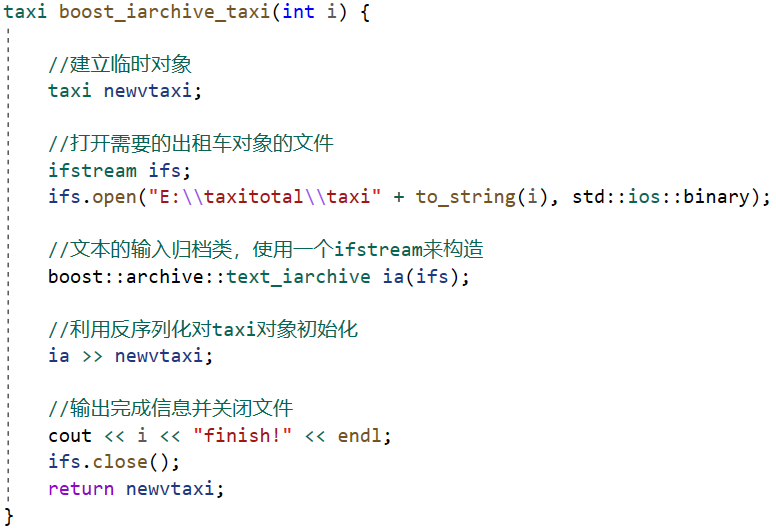 taxi boost_iarchive_taxi(int i) {
//建立临时对象
taxi newvtaxi;
//打开需要的出租车对象的文件
ifstream ifs;
ifs.open("E:\\taxitotal\\taxi" + to_string(i), std::ios::binary);
//文本的输入归档类，使用一个ifstream来构造
boost::archive::text_iarchive ia(ifs);
//利用反序列化对taxi对象初始化
ia >> newvtaxi;
//输出完成信息并关闭文件
cout << i << "finish!" << endl;
ifs.close();
return newvtaxi;
}